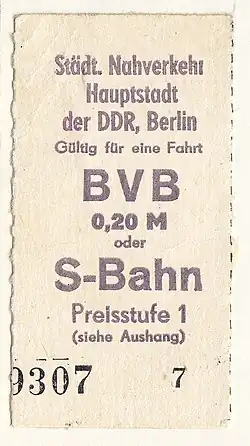 Städt. Nahverkehr
Hauptstadt
der DDR, Berlin
Gültig für eine Fahrt
BVB
0,20 M
oder
S-Bahn
Preisstufe 1
(siehe Aushang)
9307 7